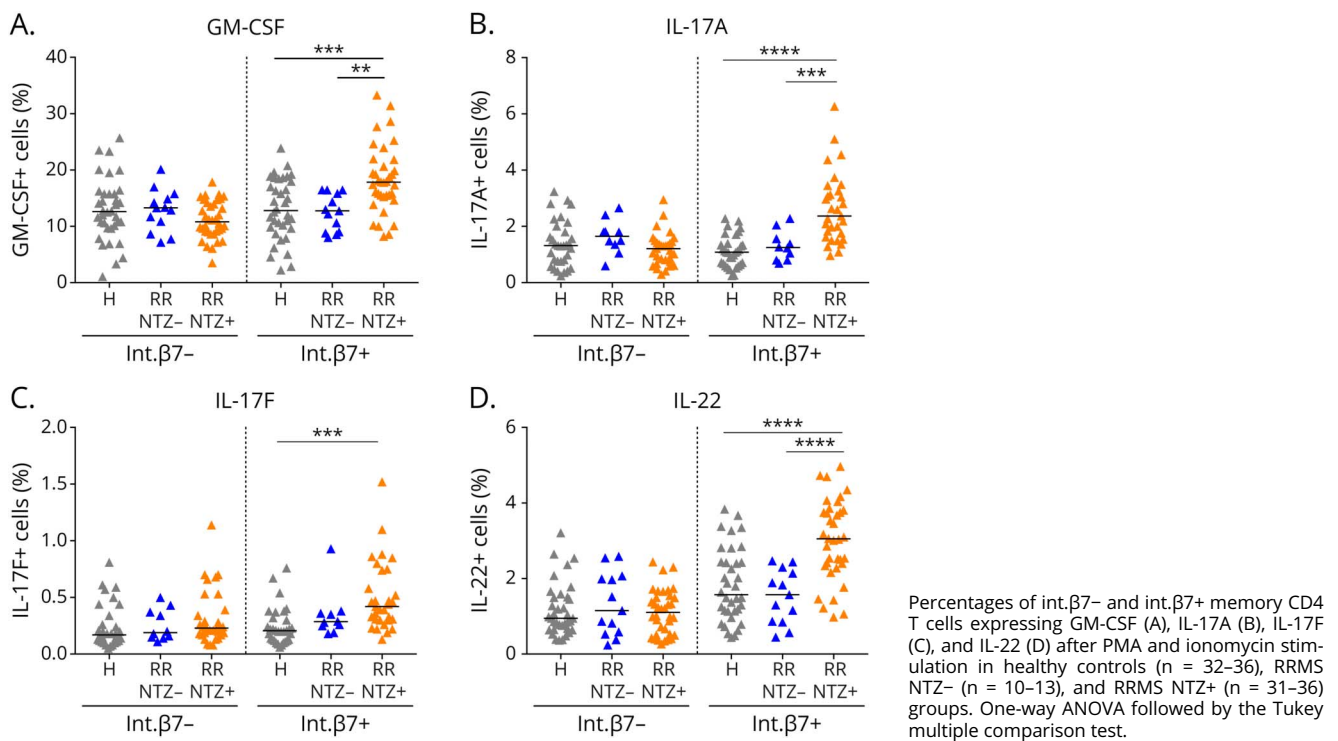 A.
GM-CSF
GM-CSF+ cells (%)
40
30
20
10
0
***
**
H RR RR H RR RR
NTZ− NTZ+ NTZ− NTZ+
Int.β7− Int.β7+
B.
IL-17A
IL-17A+ cells (%)
8
6
4
2
0
****
***
H RR RR H RR RR
NTZ− NTZ+ NTZ− NTZ+
Int.β7− Int.β7+
C.
IL-17F
IL-17F+ cells (%)
2.0
1.5
1.0
0.5
0.0
***
H RR RR H RR RR
NTZ− NTZ+ NTZ− NTZ+
Int.β7− Int.β7+
D.
IL-22
IL-22+ cells (%)
6
4
2
0
****
****
H RR RR H RR RR
NTZ− NTZ+ NTZ− NTZ+
Int.β7− Int.β7+
Percentages of int.β7− and int.β7+ memory CD4
T cells expressing GM-CSF (A), IL-17A (B), IL-17F
(C), and IL-22 (D) after PMA and ionomycin stim-
ulation in healthy controls (n = 32–36), RRMS
NTZ− (n = 10–13), and RRMS NTZ+ (n = 31–36)
groups. One-way ANOVA followed by the Tukey
multiple comparison test.